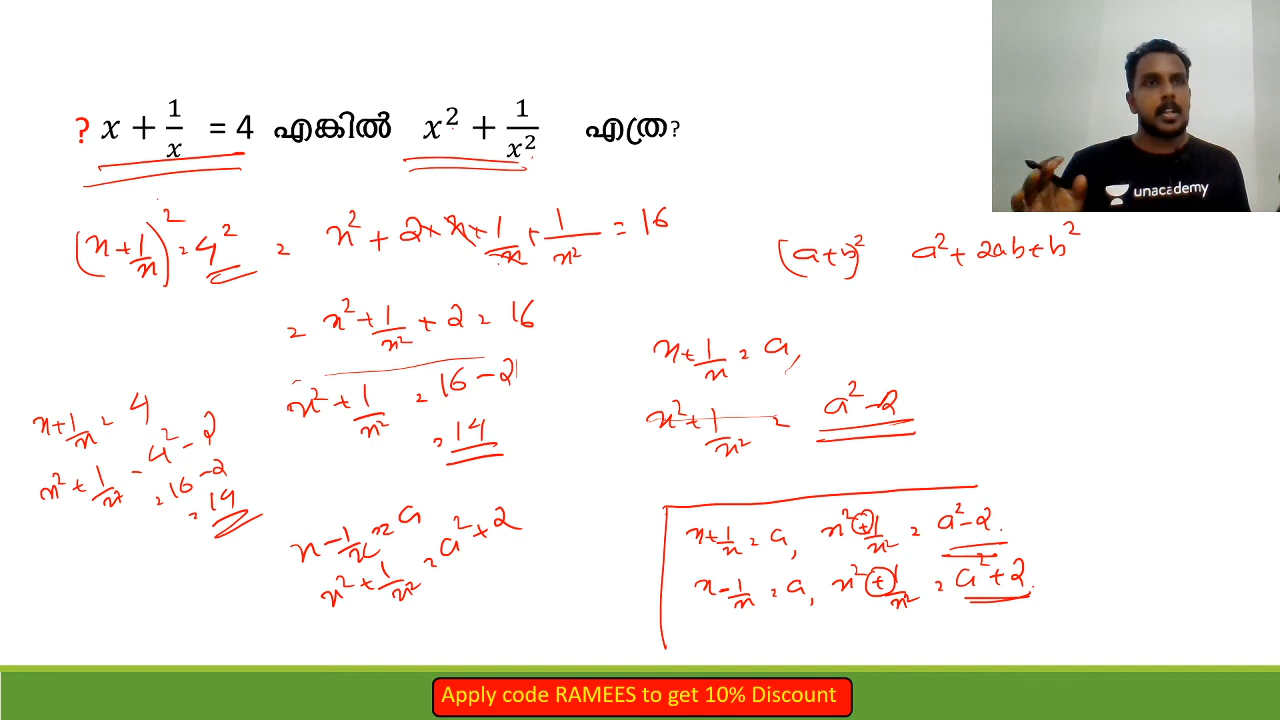 ? x + 1/x = 4 എങ്കിൽ x² + 1/x² എത്ര?
unacademy
(x+1/x)² = 4² = x² + 2 × x × 1/x + 1/x² = 16
(a+b)² a² + 2ab + b²
= x² + 1/x² + 2 = 16
x² + 1/x² = 16 - 2
= 14
x + 1/x = a,
x² + 1/x² = a² - 2
x + 1/x = 4
x² + 1/x² = 4² - 2
= 16 - 2
= 14
x - 1/x = a
x² + 1/x² = a² + 2
x + 1/x = a, x² + 1/x² = a² - 2.
x - 1/x = a, x² + 1/x² = a² + 2.
Apply code RAMEES to get 10% Discount